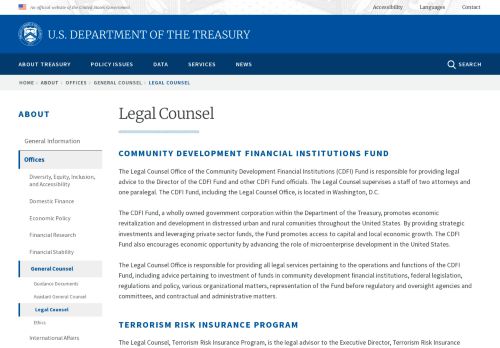 An official website of the United States Government
Accessibility Languages Contact
U.S. DEPARTMENT OF THE TREASURY
ABOUT TREASURY POLICY ISSUES DATA SERVICES NEWS SEARCH
HOME › ABOUT › OFFICES › GENERAL COUNSEL › LEGAL COUNSEL
ABOUT
General Information
Offices
Diversity, Equity, Inclusion,
and Accessibility
Domestic Finance
Economic Policy
Financial Research
Financial Stability
General Counsel
Guidance Documents
Assistant General Counsel
Legal Counsel
Ethics
International Affairs
Legal Counsel
COMMUNITY DEVELOPMENT FINANCIAL INSTITUTIONS FUND
The Legal Counsel Office of the Community Development Financial Institutions (CDFI) Fund is responsible for providing legal
advice to the Director of the CDFI Fund and other CDFI Fund officials. The Legal Counsel supervises a staff of two attorneys and
one paralegal. The CDFI Fund, including the Legal Counsel Office, is located in Washington, D.C.
The CDFI Fund, a wholly owned government corporation within the Department of the Treasury, promotes economic
revitalization and development in distressed urban and rural comunities throughout the United States. By providing strategic
investments and leveraging private sector funds, the Fund promotes access to capital and local economic growth. The CDFI
Fund also encourages economic opportunity by advancing the role of microenterprise development in the United States.
The Legal Counsel Office is responsible for providing all legal services pertaining to the operations and functions of the CDFI
Fund, including advice pertaining to investment of funds in community development financial institutions, federal legislation,
regulations and policy, various organizational matters, representation of the Fund before regulatory and oversight agencies and
committees, and contractual and administrative matters.
TERRORISM RISK INSURANCE PROGRAM
The Legal Counsel, Terrorism Risk Insurance Program, is the legal advisor to the Executive Director, Terrorism Risk Insurance